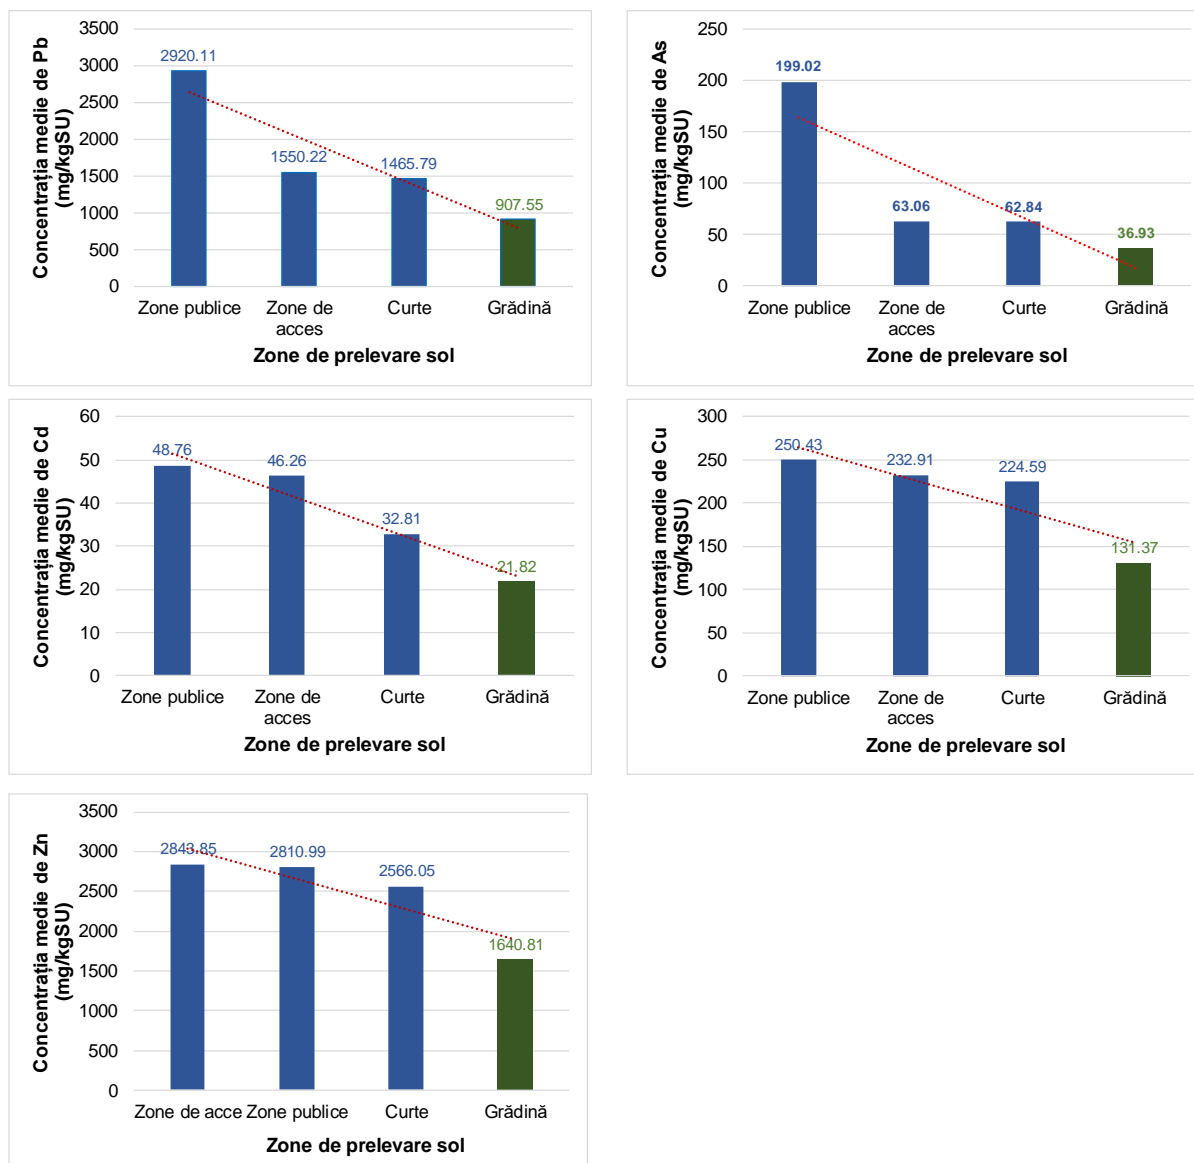 Concentrația medie de Pb
(mg/kgSU)
3500
3000
2500
2000
1500
1000
500
0
2920.11
1550.22
1465.79
907.55
Zone publice
Zone de
acces
Curte
Grădină
Zone de prelevare sol
Concentrația medie de As
(mg/kgSU)
250
200
150
100
50
0
199.02
63.06
62.84
36.93
Zone publice
Zone de
acces
Curte
Grădină
Zone de prelevare sol
Concentrația medie de Cd
(mg/kgSU)
60
50
40
30
20
10
0
48.76
46.26
32.81
21.82
Zone publice
Zone de
acces
Curte
Grădină
Zone de prelevare sol
Concentrația medie de Cu
(mg/kgSU)
300
250
200
150
100
50
0
250.43
232.91
224.59
131.37
Zone publice
Zone de
acces
Curte
Grădină
Zone de prelevare sol
Concentrația medie de Zn
(mg/kgSU)
3500
3000
2500
2000
1500
1000
500
0
2843.85
2810.99
2566.05
1640.81
Zone de acce
Zone publice
Curte
Grădină
Zone de prelevare sol